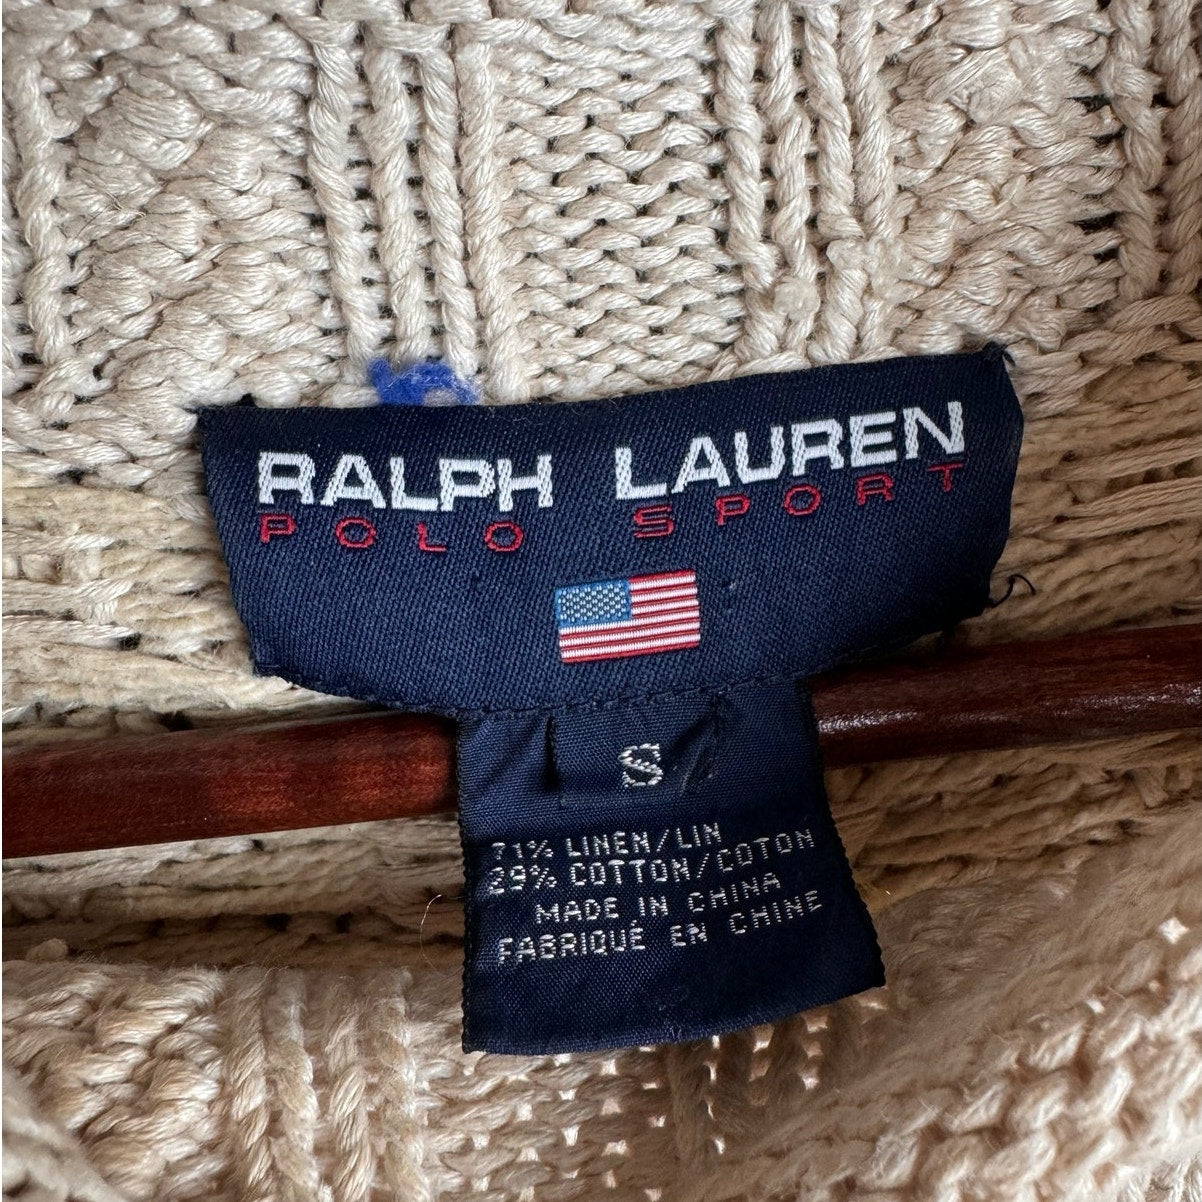 RALPH LAUREN
POLO SPORT
S
71% LINEN/LIN
29% COTTON/COTON
MADE IN CHINA
FABRIQUÉ EN CHINE